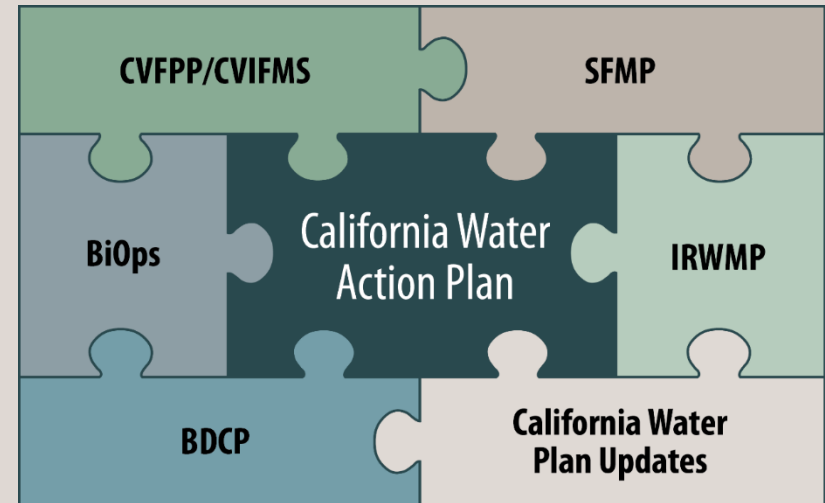 CVFPP/CVIFMS
SFMP
BiOps
California Water
Action Plan
IRWMP
BDCP
California Water
Plan Updates